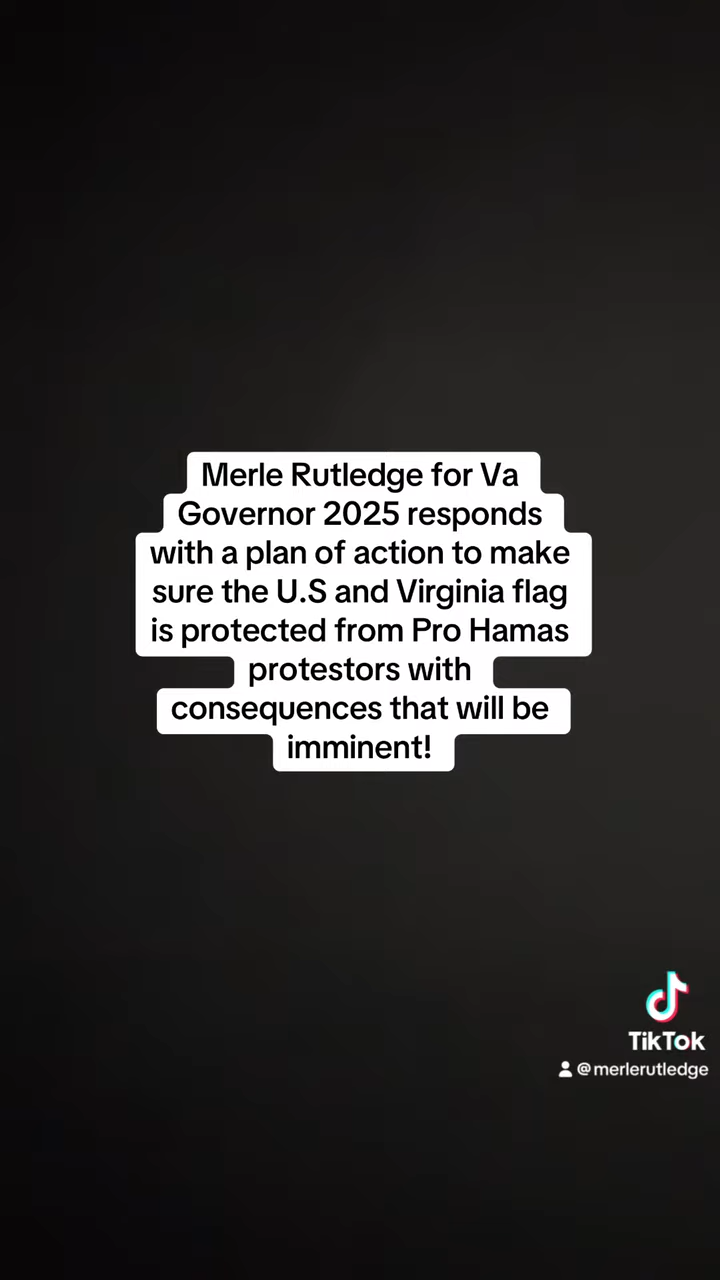 Merle Rutledge for Va
Governor 2025 responds
with a plan of action to make
sure the U.S and Virginia flag
is protected from Pro Hamas
protestors with
consequences that will be
imminent!
TikTok
@merlerutledge